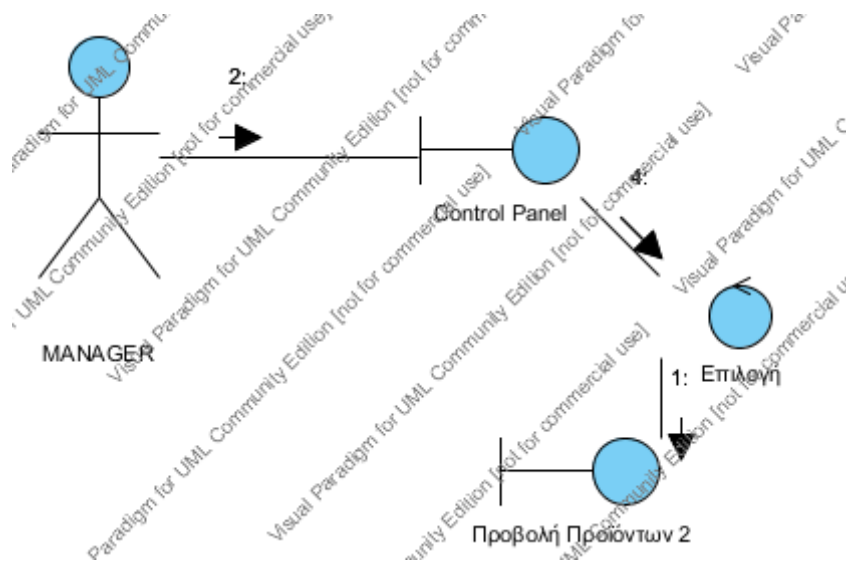 2:
4:
Control Panel
MANAGER
1:
Επιλογη
Προβολή Προϊόντων 2
Visual Paradigm for UML Community Edition [not for commercial use]